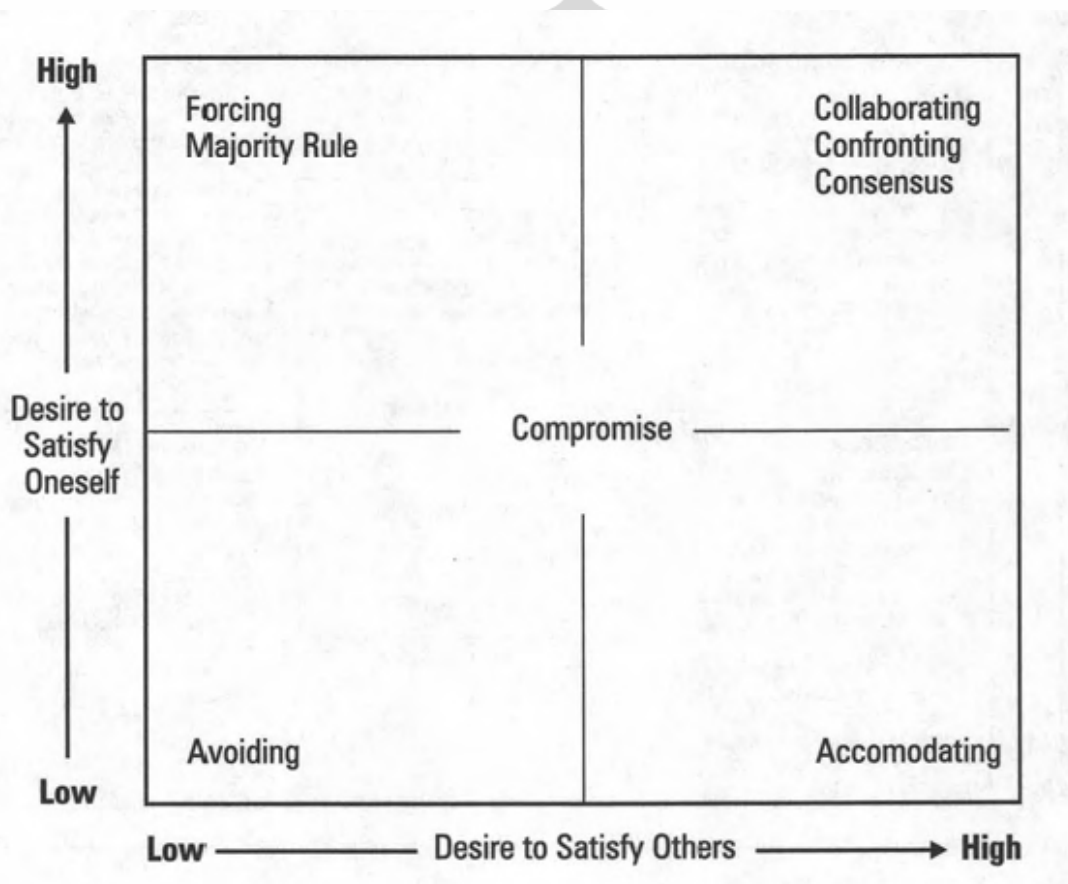 High
Forcing
Majority Rule
Collaborating
Confronting
Consensus
Desire to
Satisfy
Oneself
Compromise
Avoiding
Accomodating
Low
Low
Desire to Satisfy Others
High